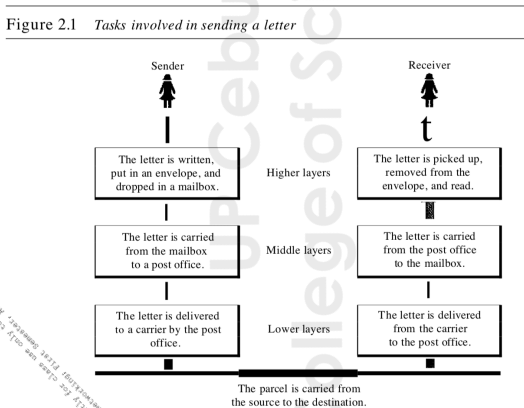 Figure 2.1 Tasks involved in sending a letter
Sender
Receiver
t
The letter is written,
put in an envelope, and
dropped in a mailbox.
Higher layers
The letter is picked up,
removed from the
envelope, and read.
The letter is carried
from the mailbox
to a post office.
Middle layers
The letter is carried
from the post office
to the mailbox.
The letter is delivered
to a carrier by the post
office.
Lower layers
The letter is delivered
from the carrier
to the post office.
The parcel is carried from
the source to the destination.
UP Cebu
ollege of Sc
for class use only
First Semester,